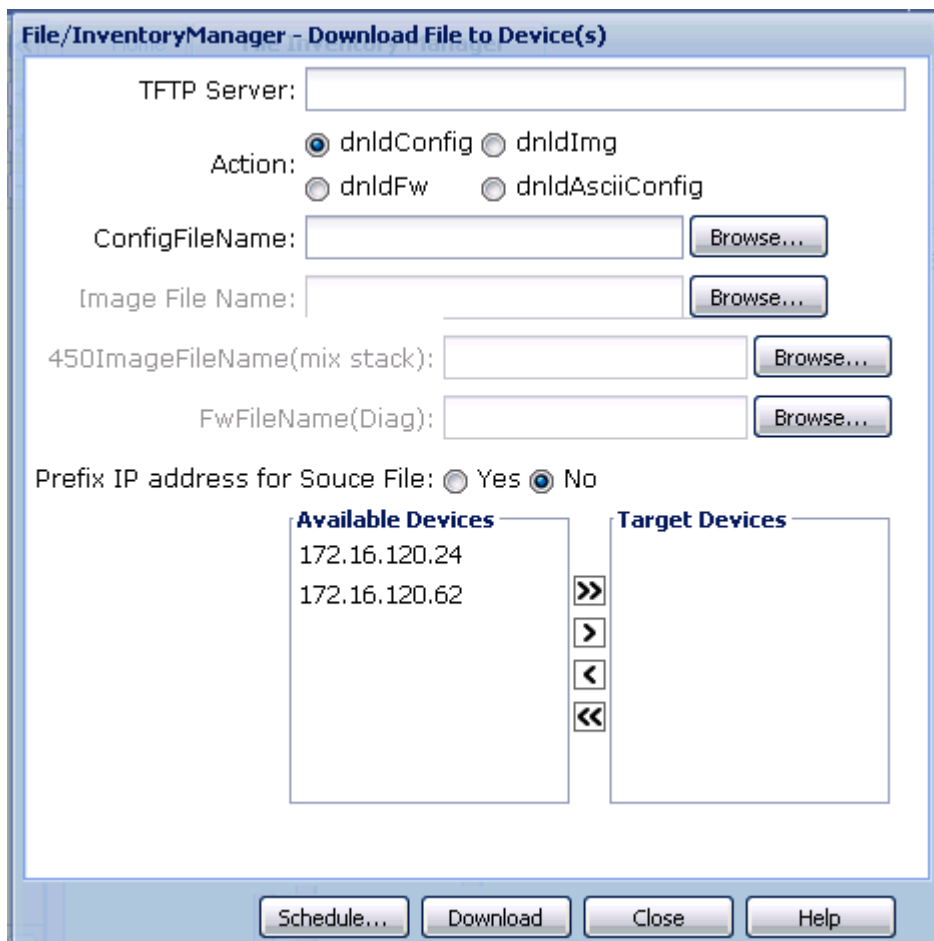 File/InventoryManager - Download File to Device(s)
TFTP Server:
Action:
dnldConfig dnldImg
dnldFw dnldAsciiConfig
ConfigFileName: Browse...
Image File Name: Browse...
450ImageFileName(mix stack): Browse...
FwFileName(Diag): Browse...
Prefix IP address for Souce File: Yes No
Available Devices Target Devices
172.16.120.24
172.16.120.62
>>
>
<
<<
Schedule... Download Close Help